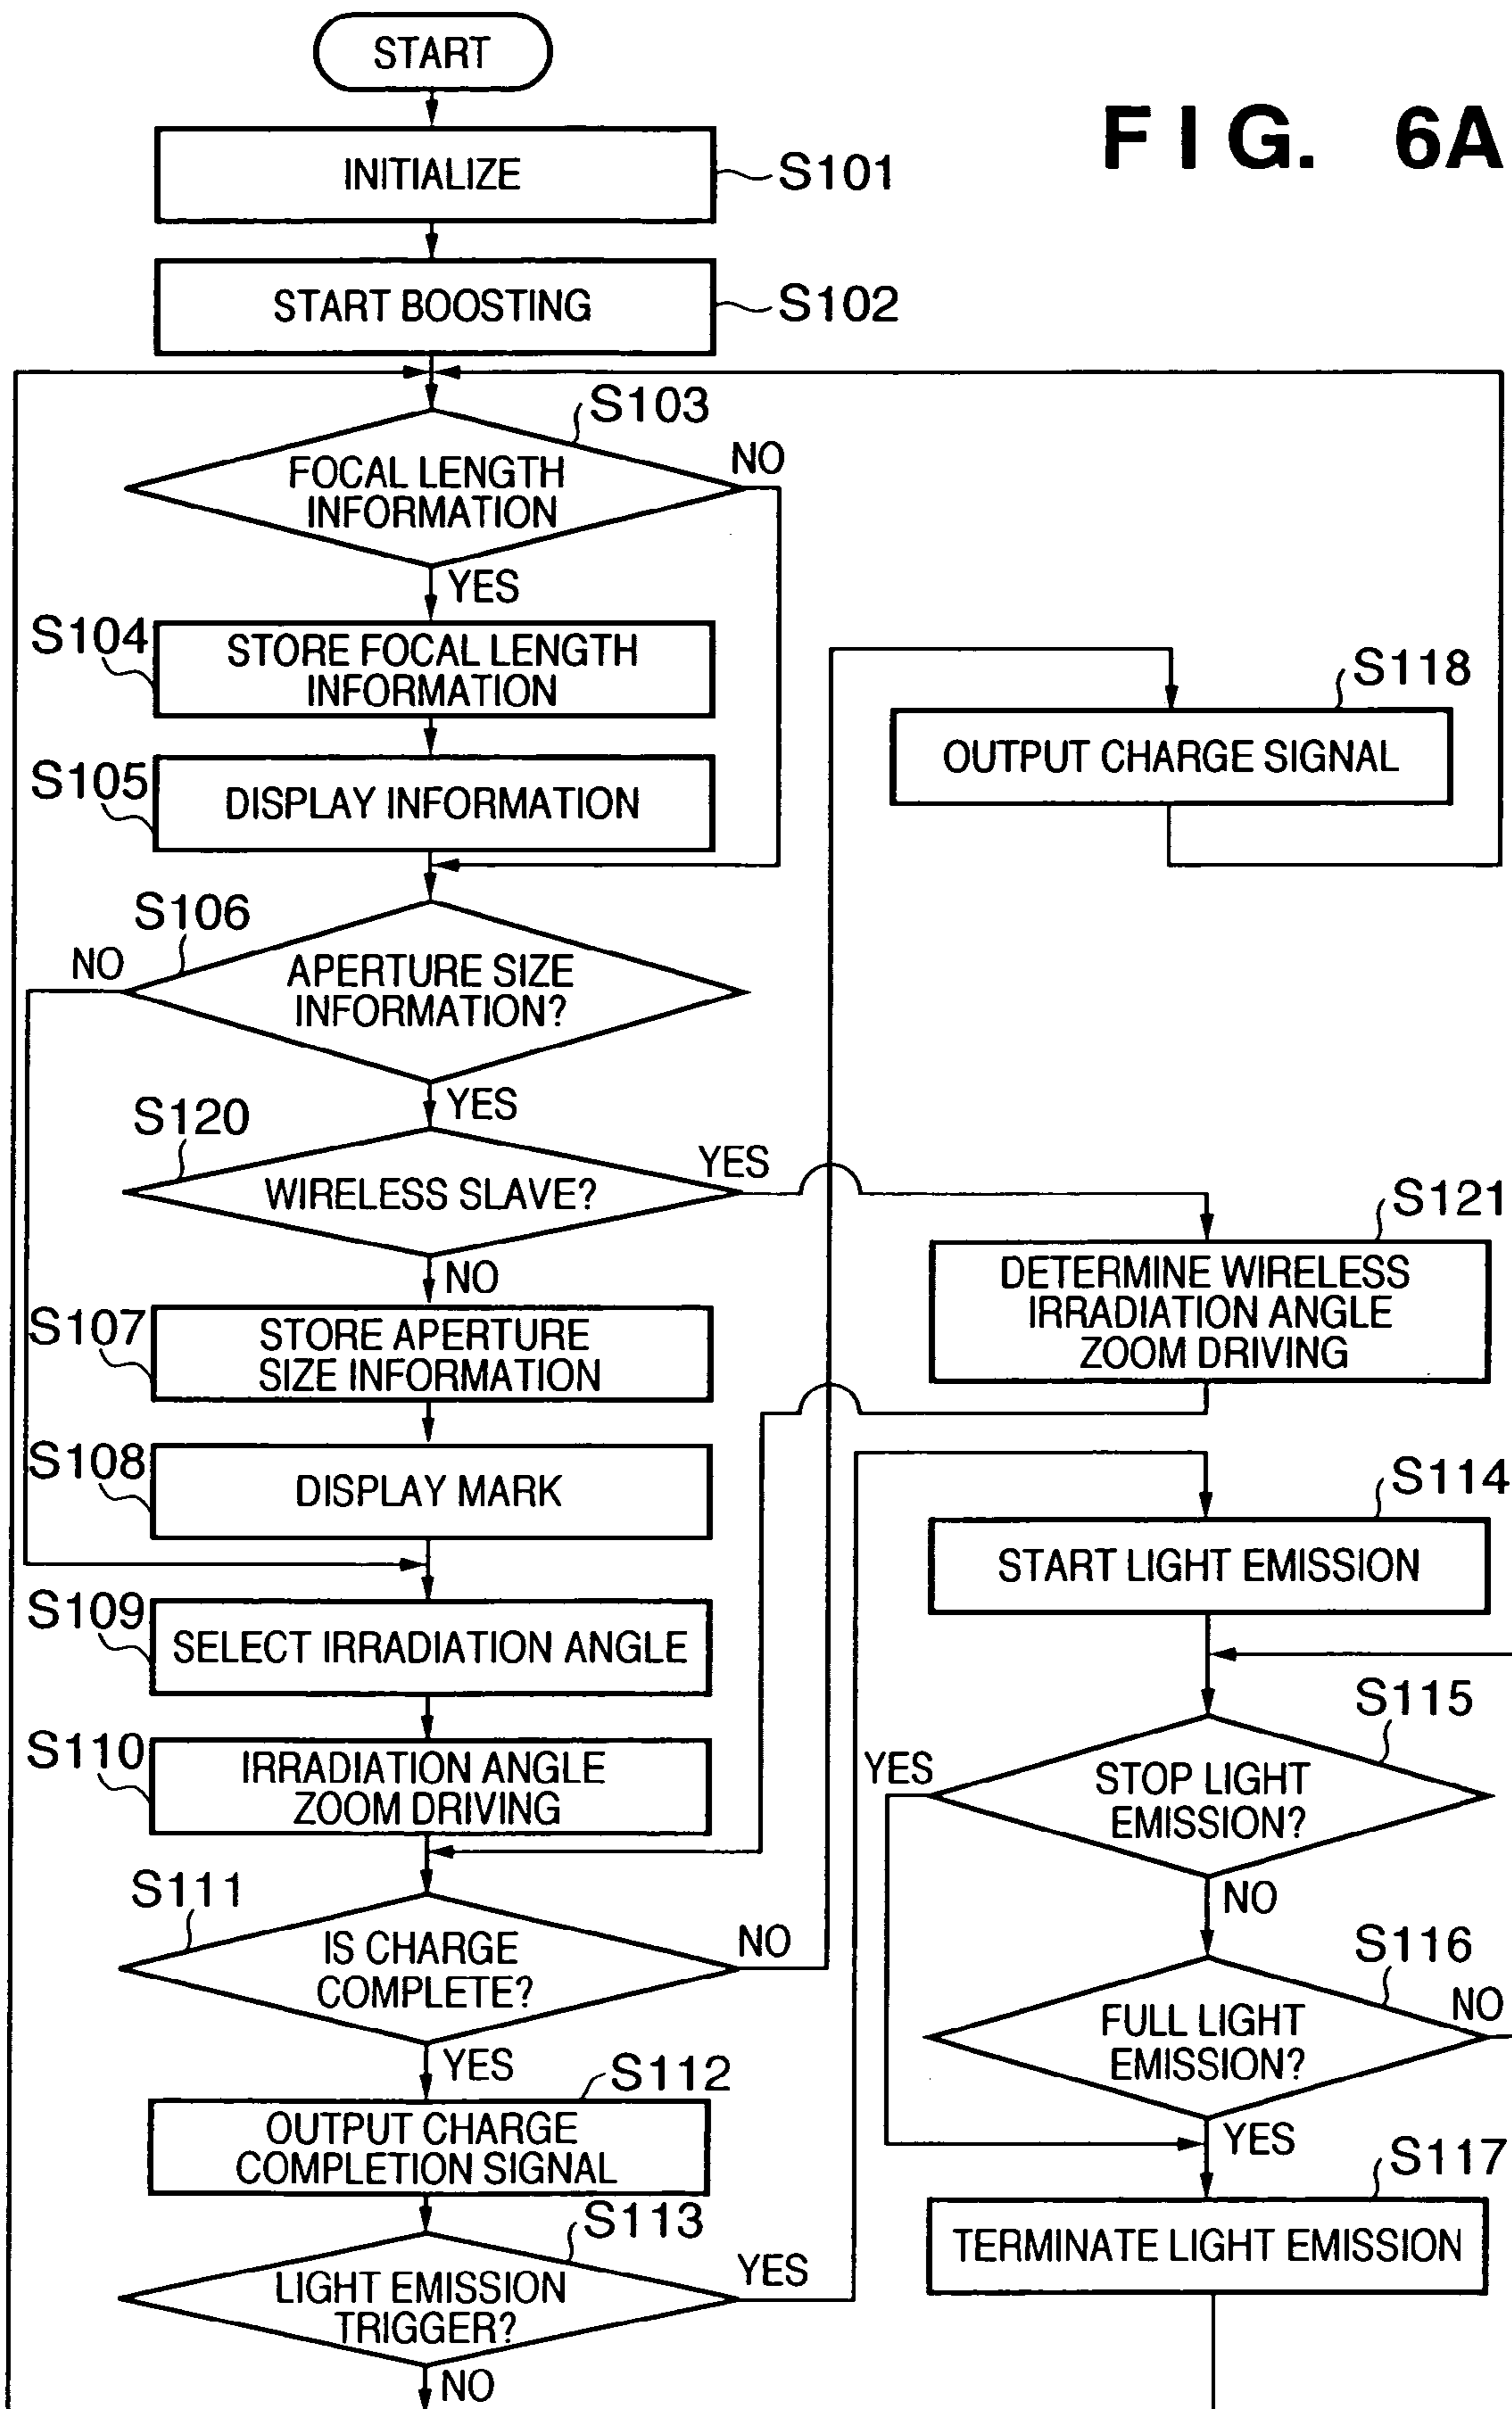 START
FIG. 6A
INITIALIZE
S101
START BOOSTING
S102
S103
FOCAL LENGTH
INFORMATION
NO
YES
S104
STORE FOCAL LENGTH
INFORMATION
S105
DISPLAY INFORMATION
S118
OUTPUT CHARGE SIGNAL
S106
NO
APERTURE SIZE
INFORMATION?
YES
S120
WIRELESS SLAVE?
YES
NO
S121
DETERMINE WIRELESS
IRRADIATION ANGLE
ZOOM DRIVING
S107
STORE APERTURE
SIZE INFORMATION
S108
DISPLAY MARK
S109
SELECT IRRADIATION ANGLE
S110
IRRADIATION ANGLE
ZOOM DRIVING
S111
IS CHARGE
COMPLETE?
NO
YES
S112
OUTPUT CHARGE
COMPLETION SIGNAL
S113
LIGHT EMISSION
TRIGGER?
YES
NO
S114
START LIGHT EMISSION
S115
YES
STOP LIGHT
EMISSION?
NO
S116
FULL LIGHT
EMISSION?
NO
YES
S117
TERMINATE LIGHT EMISSION